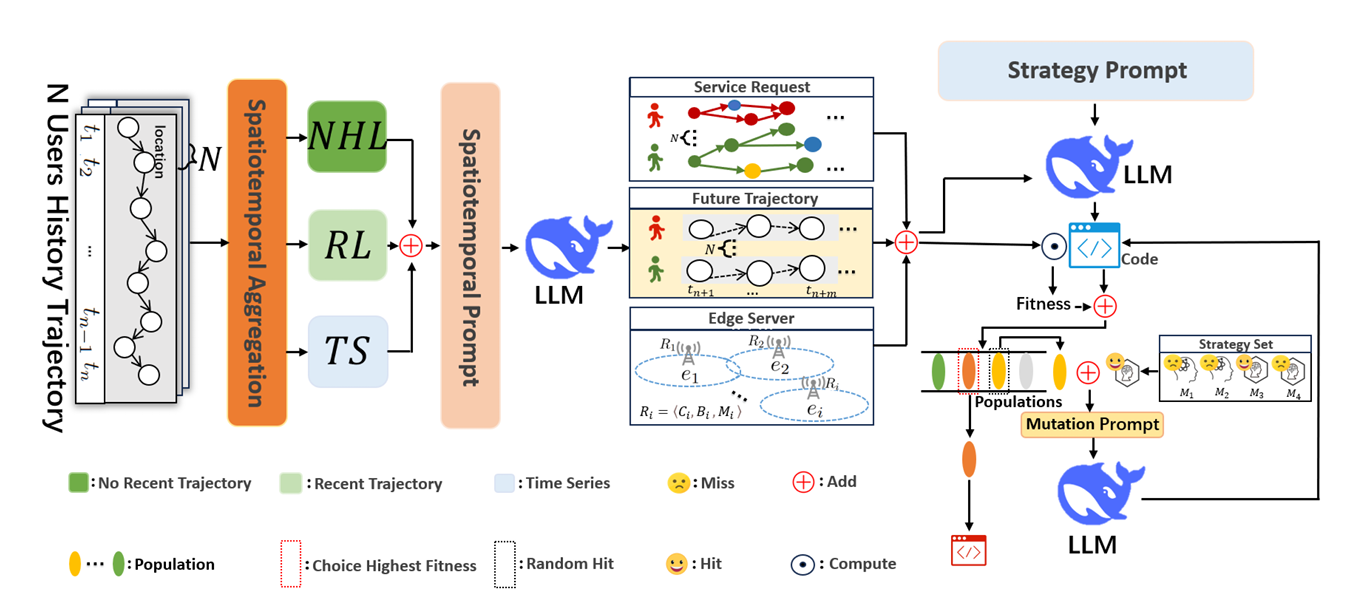 N Users History Trajectory
t_1 t_2 ... t_{n-1} t_n
location
N
Spatiotemporal Aggregation
NHL
RL
TS
Spatiotemporal Prompt
LLM
Service Request
N
...
...
Future Trajectory
N
...
...
t_{n+1} ... t_{n+m}
Edge Server
R_1
R_2
R_i
e_1
e_2
e_i
...
R_i = ⟨C_i, B_i, M_i⟩
Strategy Prompt
LLM
</>
Code
Fitness
Populations
Strategy Set
M_1 M_2 M_3 M_4
Mutation Prompt
LLM
</>
: No Recent Trajectory
: Recent Trajectory
: Time Series
: Miss
: Add
... : Population
: Choice Highest Fitness
: Random Hit
: Hit
: Compute